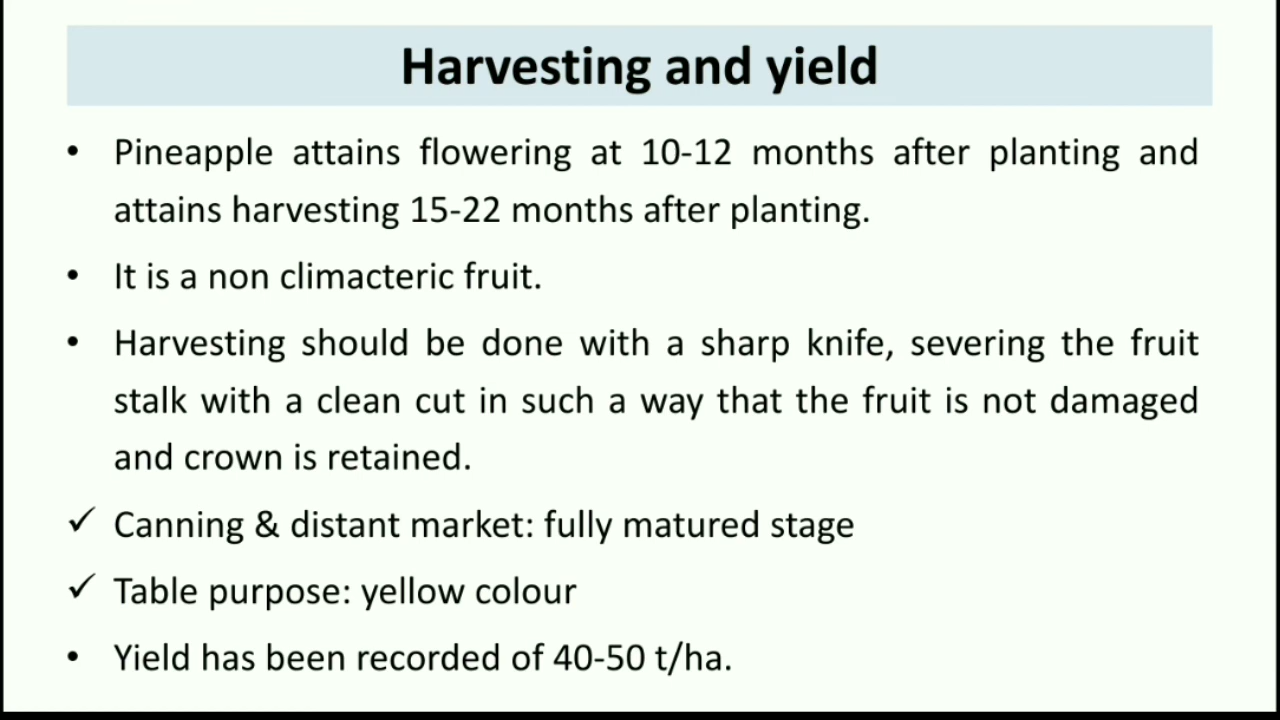 Harvesting and yield
• Pineapple attains flowering at 10-12 months after planting and
attains harvesting 15-22 months after planting.
• It is a non climacteric fruit.
• Harvesting should be done with a sharp knife, severing the fruit
stalk with a clean cut in such a way that the fruit is not damaged
and crown is retained.
✓ Canning & distant market: fully matured stage
✓ Table purpose: yellow colour
• Yield has been recorded of 40-50 t/ha.